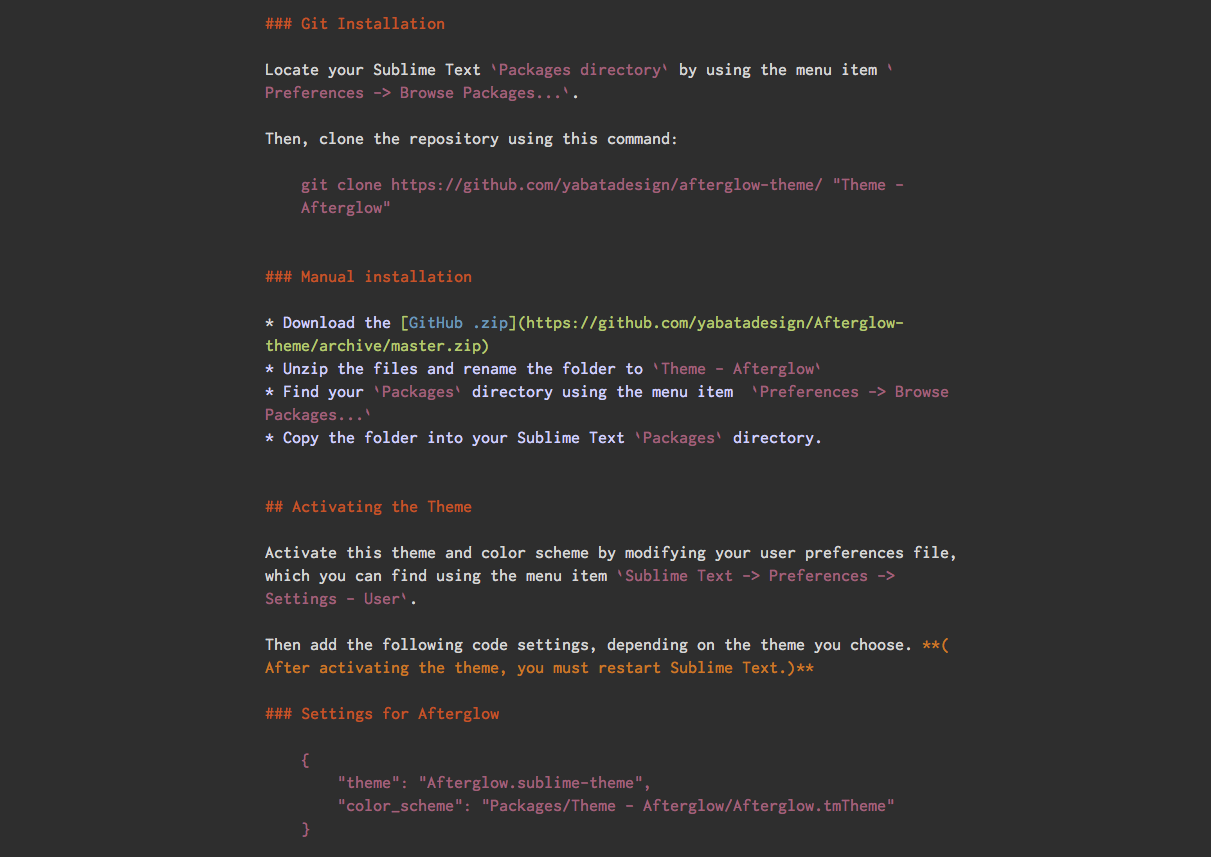 ### Git Installation
Locate your Sublime Text `Packages directory` by using the menu item `
Preferences -> Browse Packages...`.
Then, clone the repository using this command:
git clone https://github.com/yabatadesign/afterglow-theme/ "Theme -
Afterglow"
### Manual installation
* Download the [GitHub .zip](https://github.com/yabatadesign/Afterglow-
theme/archive/master.zip)
* Unzip the files and rename the folder to `Theme - Afterglow`
* Find your `Packages` directory using the menu item  `Preferences -> Browse
Packages...`
* Copy the folder into your Sublime Text `Packages` directory.
## Activating the Theme
Activate this theme and color scheme by modifying your user preferences file,
which you can find using the menu item `Sublime Text -> Preferences ->
Settings - User`.
Then add the following code settings, depending on the theme you choose. **(
After activating the theme, you must restart Sublime Text.)**
### Settings for Afterglow
{
"theme": "Afterglow.sublime-theme",
"color_scheme": "Packages/Theme - Afterglow/Afterglow.tmTheme"
}